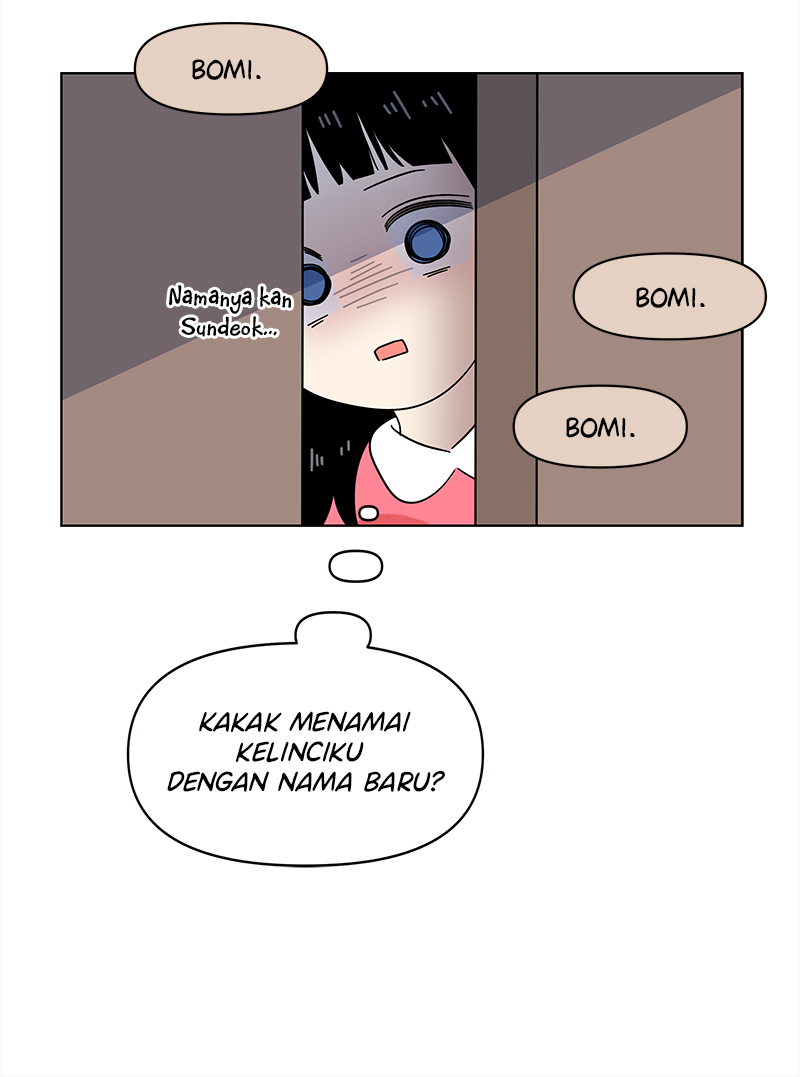 BOMI.
Namanya kan
Sundeok...
BOMI.
BOMI.
KAKAK MENAMAI
KELINCIKU
DENGAN NAMA BARU?